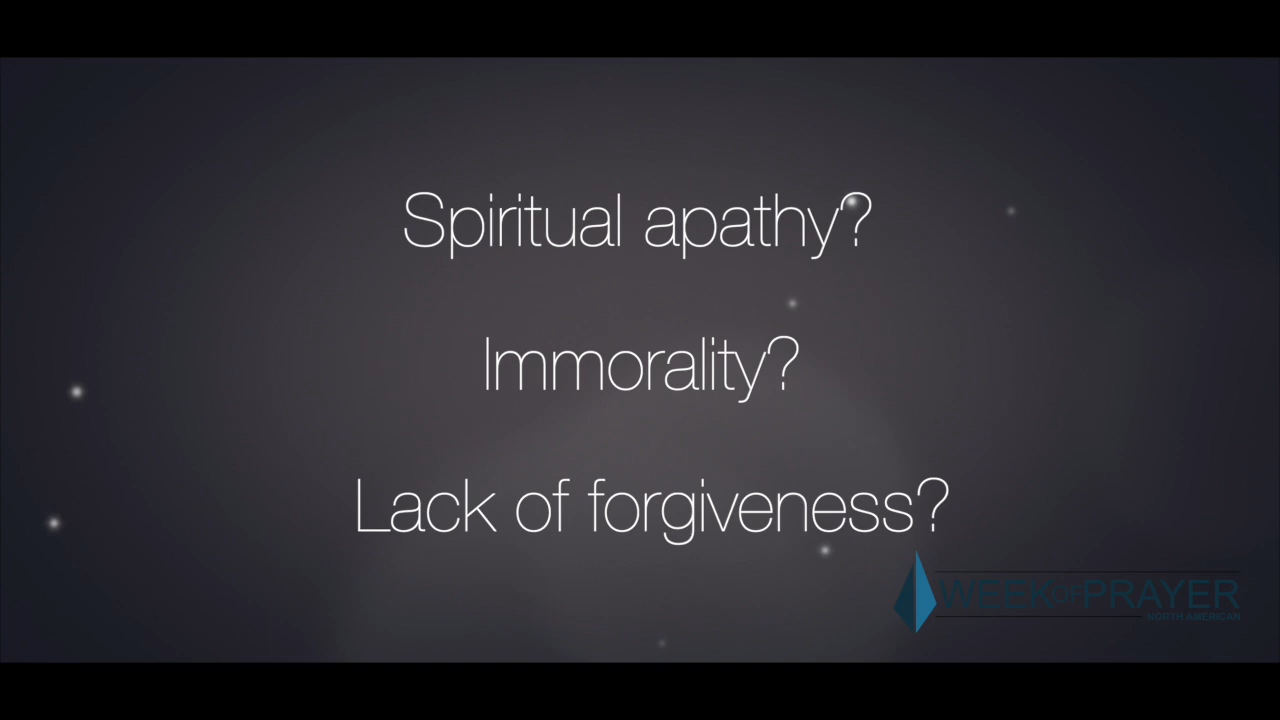 Spiritual apathy?
Immorality?
Lack of forgiveness?
WEEK OF PRAYER
NORTH AMERICAN